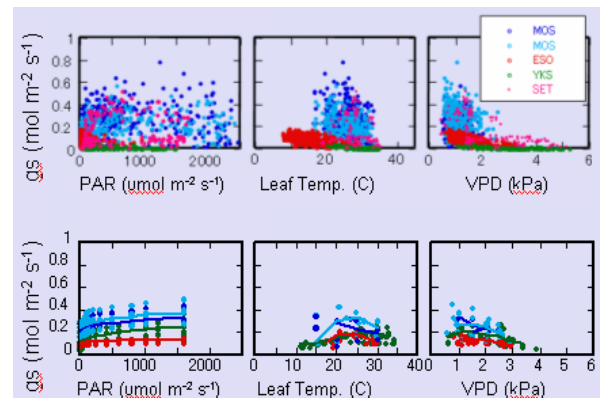 MOS
MOS
ESO
YKS
SET
1
0.8
0.6
0.4
0.2
0
gs (mol m-2 s-1)
0 1000 2000
0 20 40
0 2 4 6
PAR (umol m-2 s-1) Leaf Temp. (C) VPD (kPa)
1
0.8
0.6
0.4
0.2
0
gs (mol m-2 s-1)
0 1000 2000
0 10 20 30 40
0 1 2 3 4 5 6
PAR (umol m-2 s-1) Leaf Temp. (C) VPD (kPa)